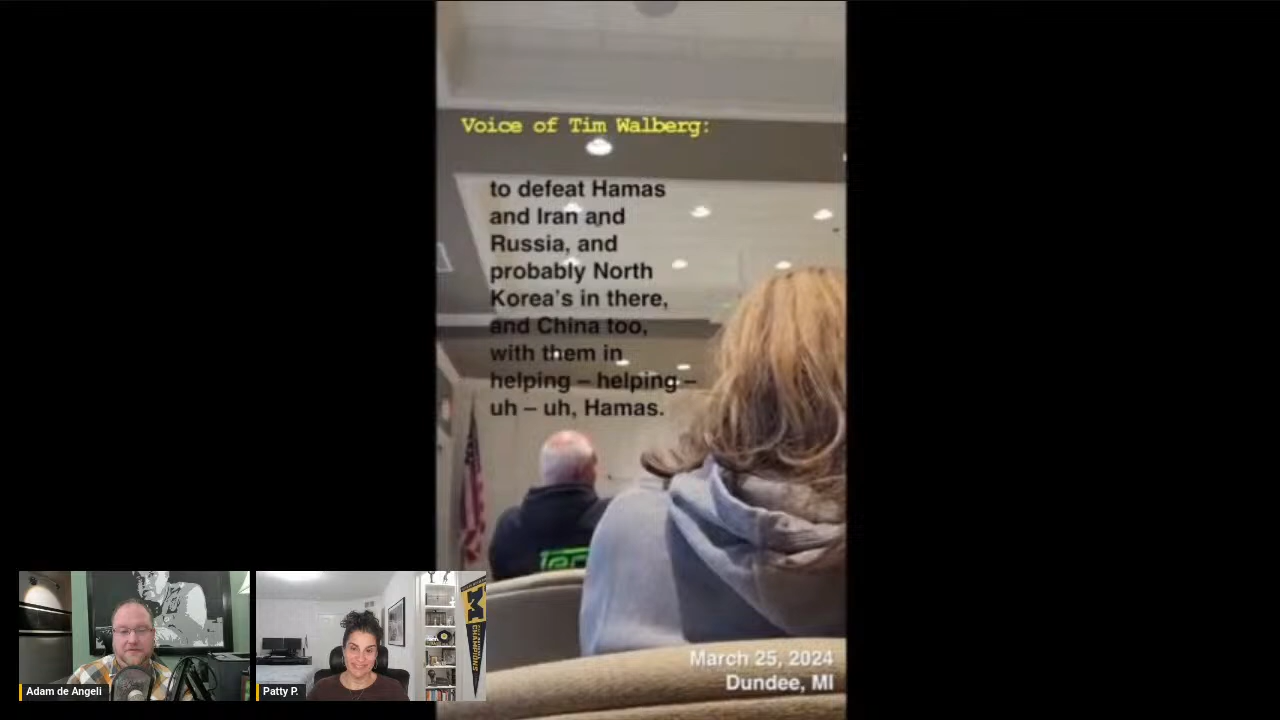 Voice of Tim Walberg:
to defeat Hamas
and Iran and
Russia, and
probably North
Korea's in there,
and China too,
with them in
helping – helping –
uh – uh, Hamas.
March 25, 2024
Dundee, MI
Adam de Angeli
Patty P.
CHAMPIONS